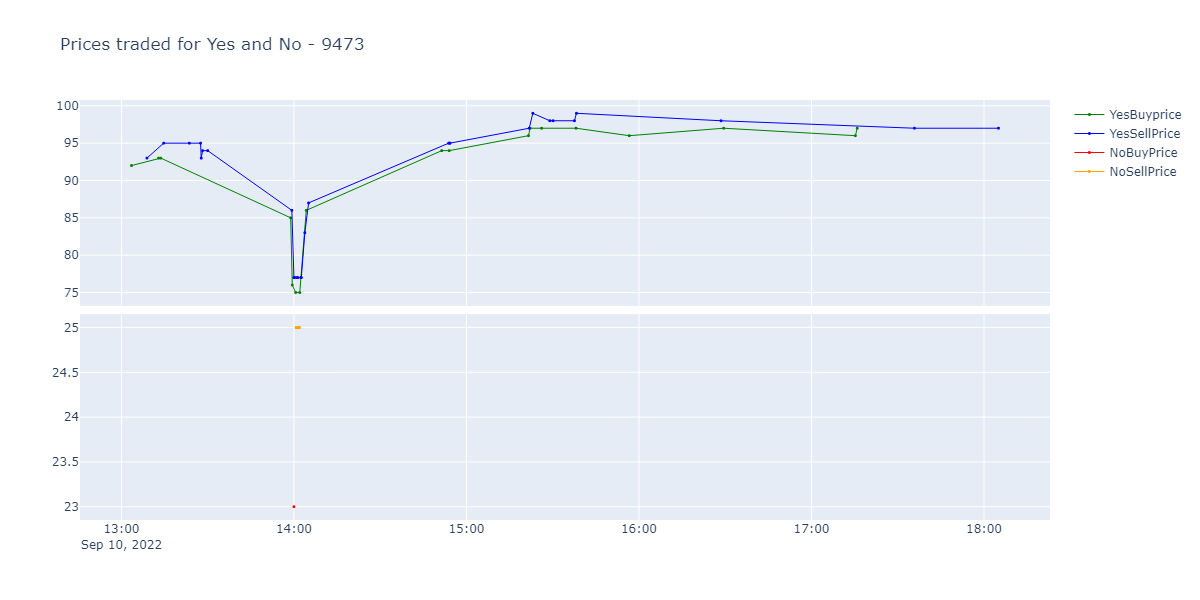 Prices traded for Yes and No - 9473
100
95
90
85
80
75
YesBuyprice
YesSellPrice
NoBuyPrice
NoSellPrice
25
24.5
24
23.5
23
13:00 14:00 15:00 16:00 17:00 18:00
Sep 10, 2022